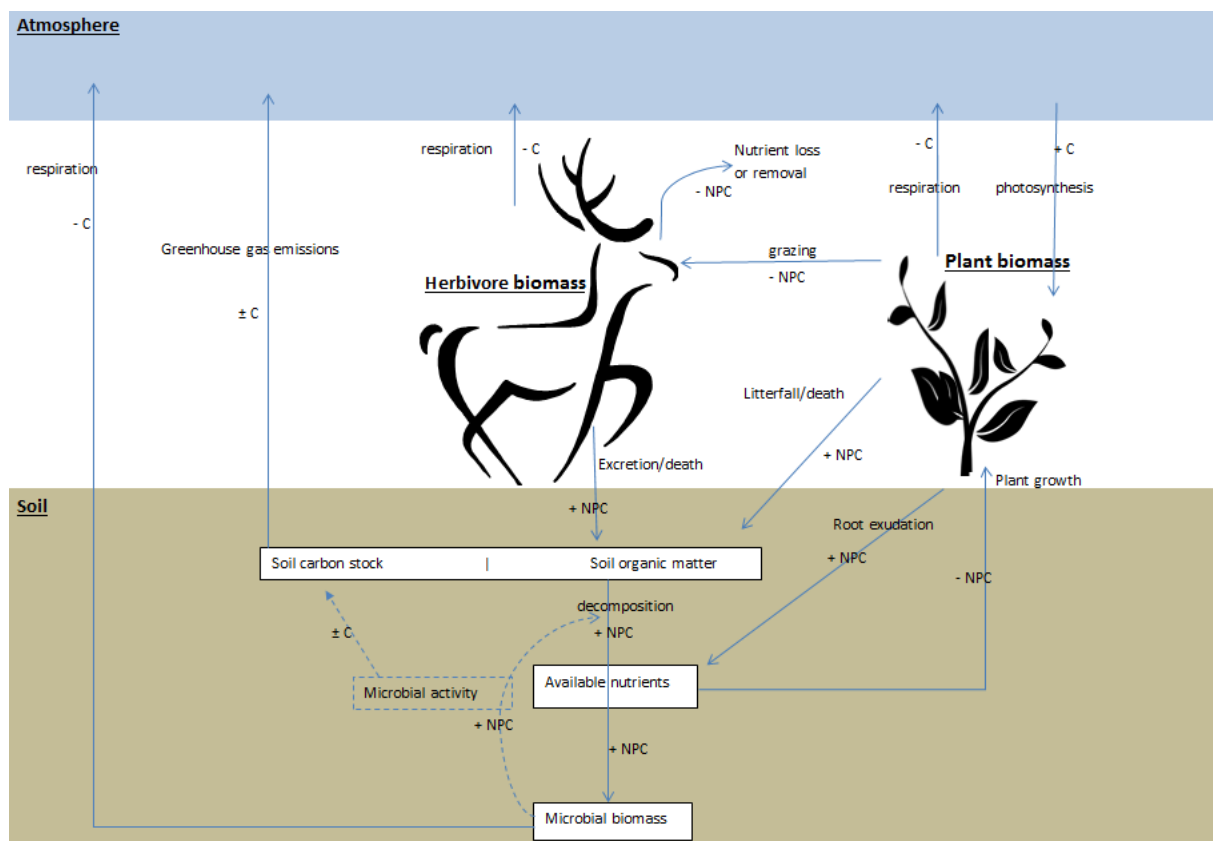 Atmosphere
respiration
- C
Greenhouse gas emissions
± C
respiration
- C
Nutrient loss
or removal
- NPC
- C
respiration
+ C
photosynthesis
grazing
- NPC
Herbivore biomass
Plant biomass
Litterfall/death
+ NPC
Excretion/death
+ NPC
Plant growth
Soil
Root exudation
+ NPC
- NPC
Soil carbon stock | Soil organic matter
decomposition
+ NPC
± C
Microbial activity
+ NPC
Available nutrients
+ NPC
Microbial biomass